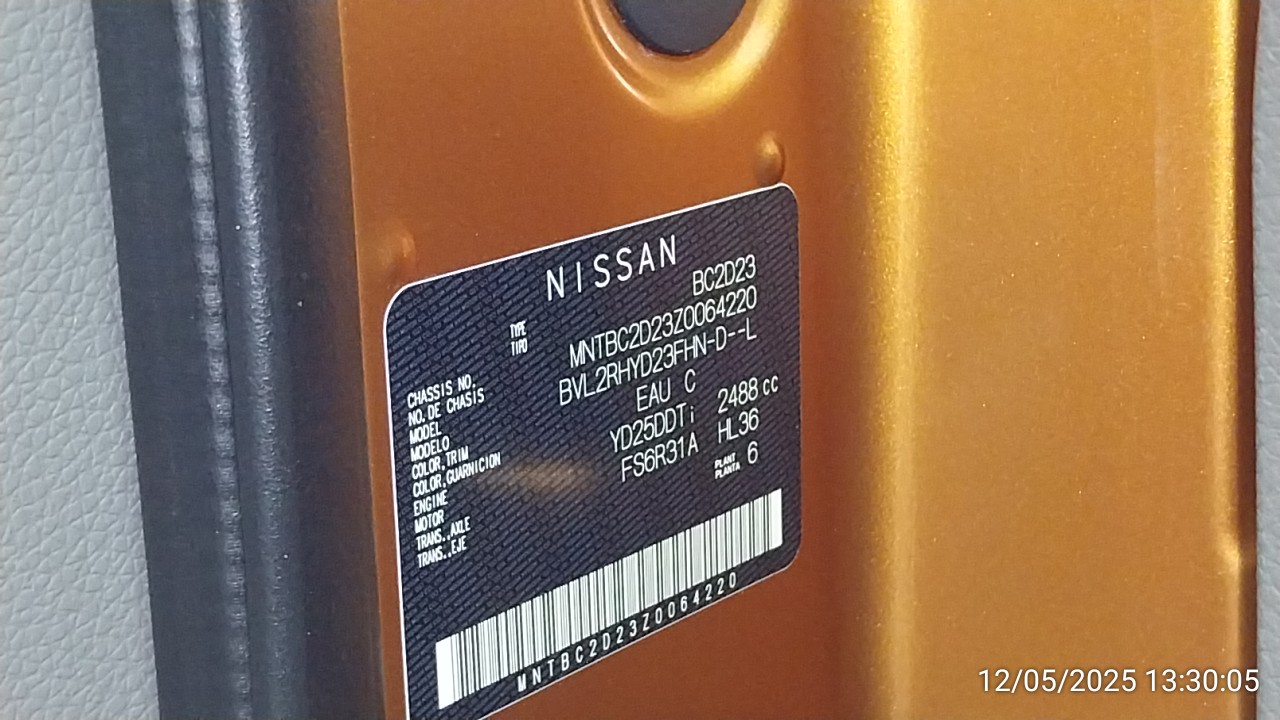 NISSAN
TYPE
TIPO
BC2D23
CHASSIS NO.
NO. DE CHASIS
MNTBC2D23Z0064220
MODEL
MODELO
BVL2RHYD23FHN-D--L
COLOR,TRIM
COLOR,GUARNICION
EAU C
ENGINE
MOTOR
YD25DDTi 2488 cc
TRANS.,AXLE
TRANS.,EJE
FS6R31A HL36
PLANT
PLANTA
6
MNTBC2D23Z0064220
12/05/2025 13:30:05